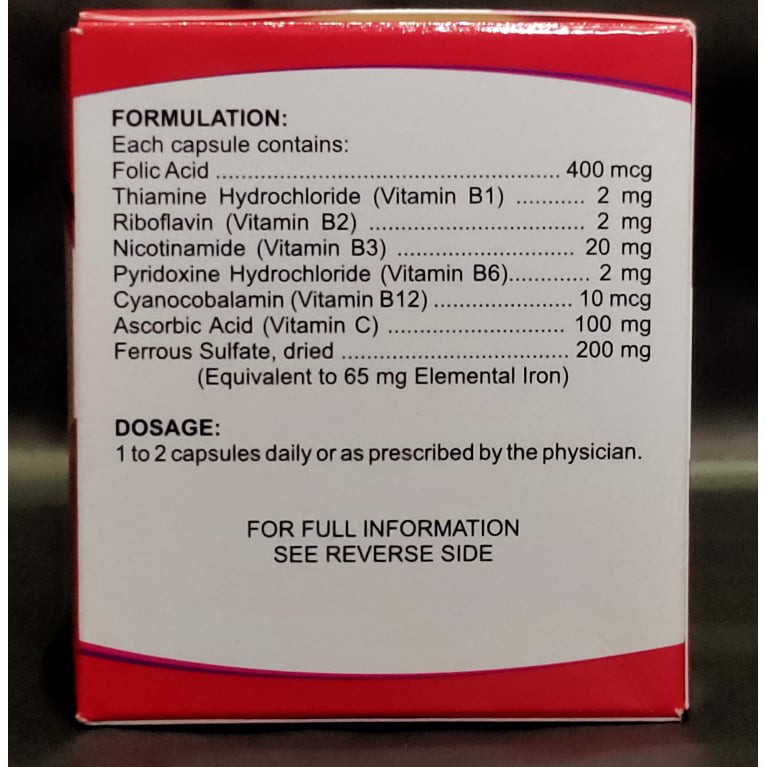 FORMULATION:
Each capsule contains:
Folic Acid .................................................... 400 mcg
Thiamine Hydrochloride (Vitamin B1) ........... 2 mg
Riboflavin (Vitamin B2) .................................. 2 mg
Nicotinamide (Vitamin B3) ............................ 20 mg
Pyridoxine Hydrochloride (Vitamin B6)............. 2 mg
Cyanocobalamin (Vitamin B12) ...................... 10 mcg
Ascorbic Acid (Vitamin C) ............................ 100 mg
Ferrous Sulfate, dried .................................... 200 mg
(Equivalent to 65 mg Elemental Iron)
DOSAGE:
1 to 2 capsules daily or as prescribed by the physician.
FOR FULL INFORMATION
SEE REVERSE SIDE